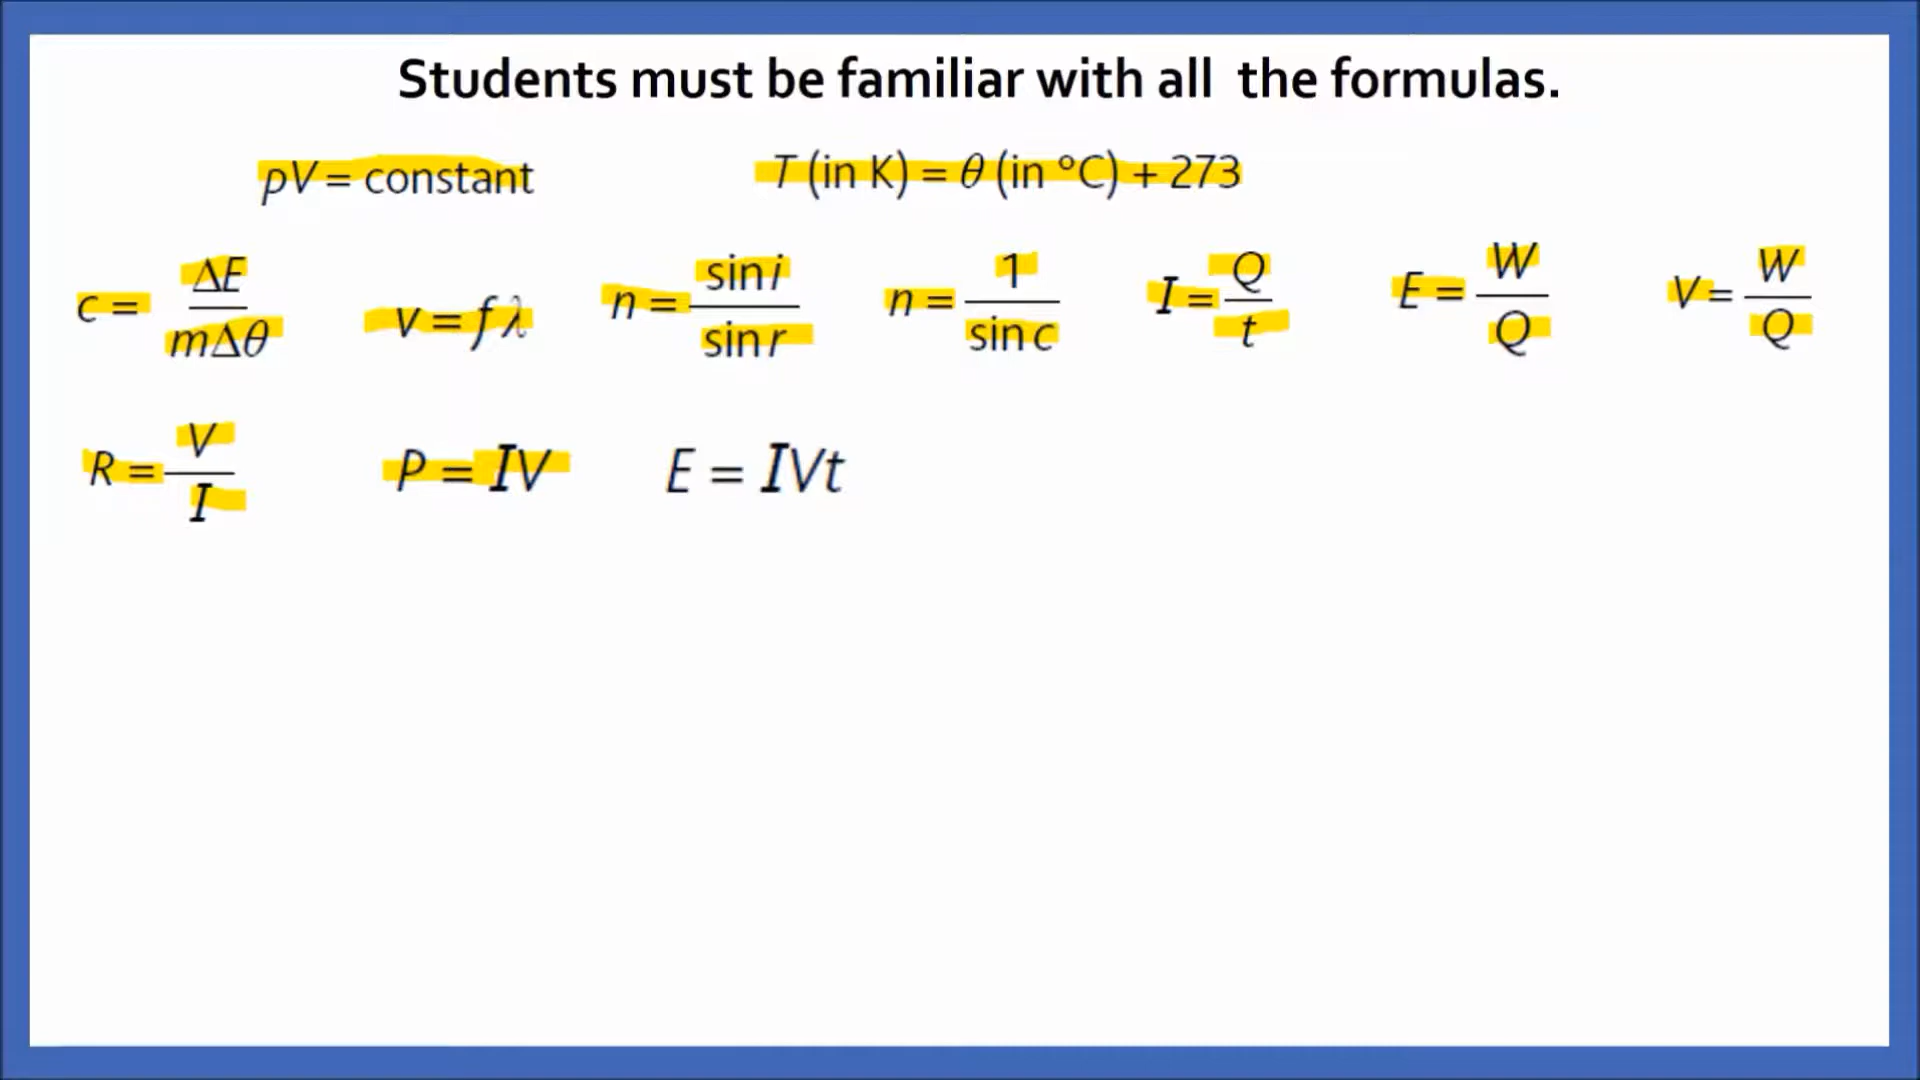 Students must be familiar with all the formulas.
pV = constant T (in K) = θ (in °C) + 273
c = ΔE / mΔθ v = fλ n = sin i / sin r n = 1 / sin c I = Q / t E = W / Q V = W / Q
R = V / I P = IV E = IVt